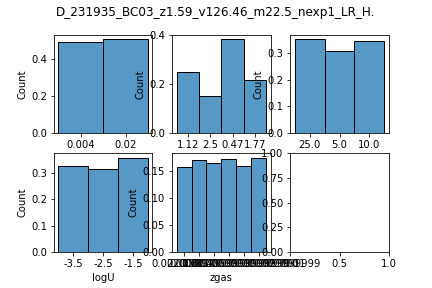 D_231935_BC03_z1.59_v126.46_m22.5_nexp1_LR_H.
Count
0.4
0.2
0.0
0.004 0.02
Count
0.4
0.2
0.0
1.12 2.5 0.47 1.77
Count
0.3
0.2
0.1
0.0
25.0 5.0 10.0
Count
0.3
0.2
0.1
0.0
-3.5 -2.5 -1.5
logU
Count
0.15
0.10
0.05
0.00
zgas
1.00
0.75
0.50
0.25
0.00
0.5 1.0